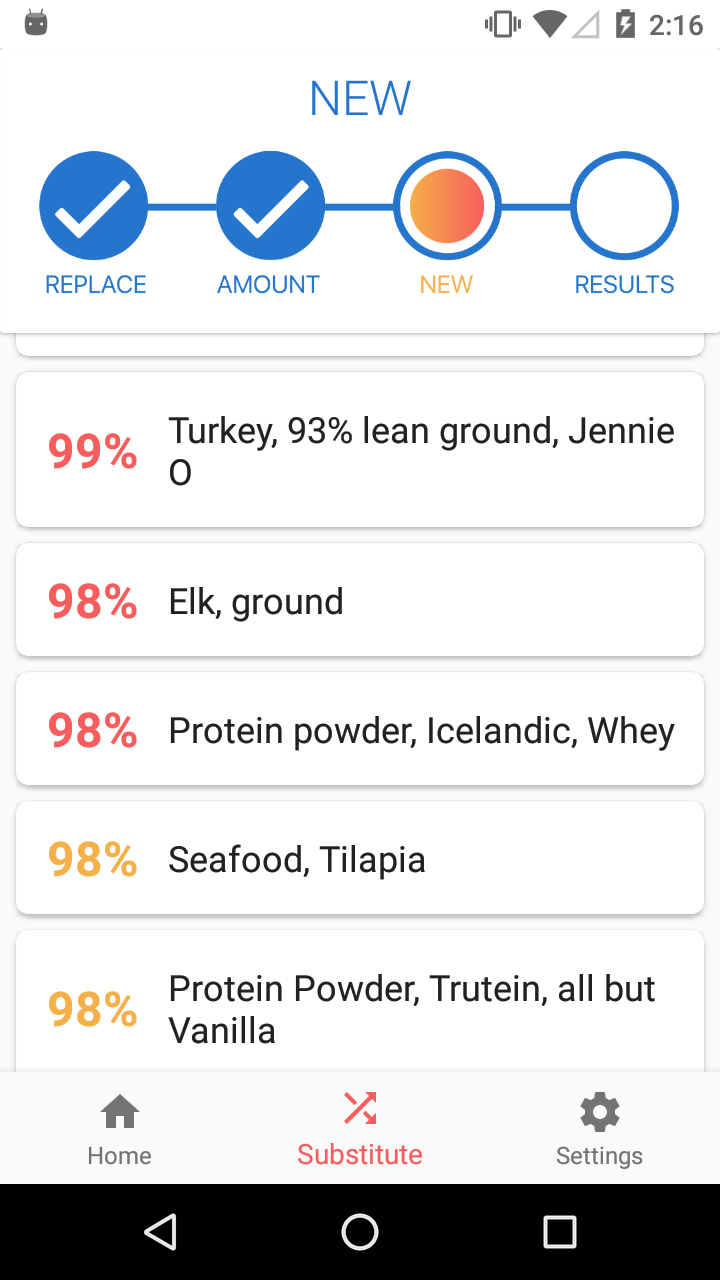 2:16
NEW
REPLACE AMOUNT NEW RESULTS
99% Turkey, 93% lean ground, Jennie
O
98% Elk, ground
98% Protein powder, Icelandic, Whey
98% Seafood, Tilapia
98% Protein Powder, Trutein, all but
Vanilla
Home Substitute Settings